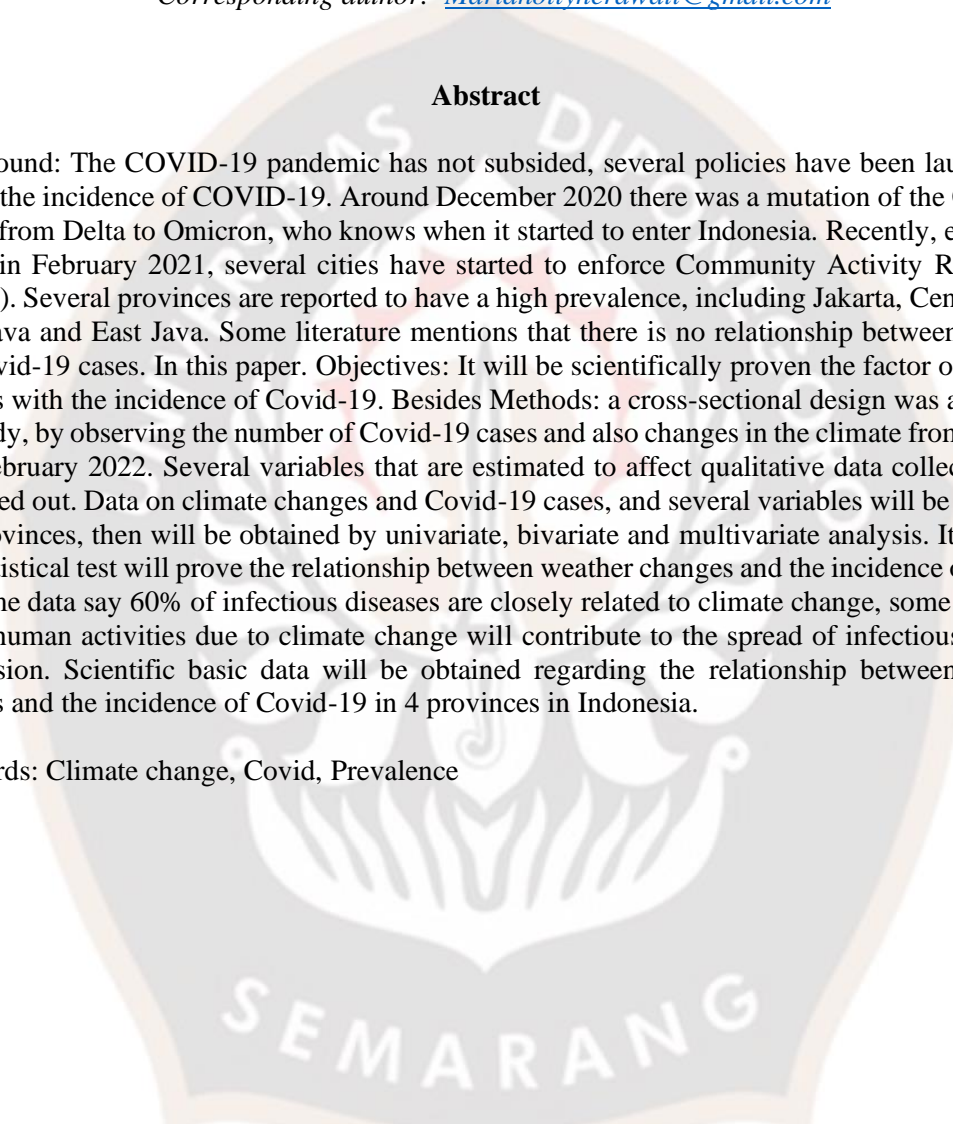 Corresponding author:
Abstract
ound: The COVID-19 pandemic has not subsided, several policies have been lau
the incidence of COVID-19. Around December 2020 there was a mutation of the
from Delta to Omicron, who knows when it started to enter Indonesia. Recently, e
in February 2021, several cities have started to enforce Community Activity R
). Several provinces are reported to have a high prevalence, including Jakarta, Cen
ava and East Java. Some literature mentions that there is no relationship between
vid-19 cases. In this paper. Objectives: It will be scientifically proven the factor o
s with the incidence of Covid-19. Besides Methods: a cross-sectional design was a
dy, by observing the number of Covid-19 cases and also changes in the climate from
ebruary 2022. Several variables that are estimated to affect qualitative data collec
ed out. Data on climate changes and Covid-19 cases, and several variables will be
ovinces, then will be obtained by univariate, bivariate and multivariate analysis. It
tistical test will prove the relationship between weather changes and the incidence o
ne data say 60% of infectious diseases are closely related to climate change, some
human activities due to climate change will contribute to the spread of infectious
sion. Scientific basic data will be obtained regarding the relationship between
s and the incidence of Covid-19 in 4 provinces in Indonesia.
rds: Climate change, Covid, Prevalence
UNIVERSITAS DIPONEGORO
SEMARANG